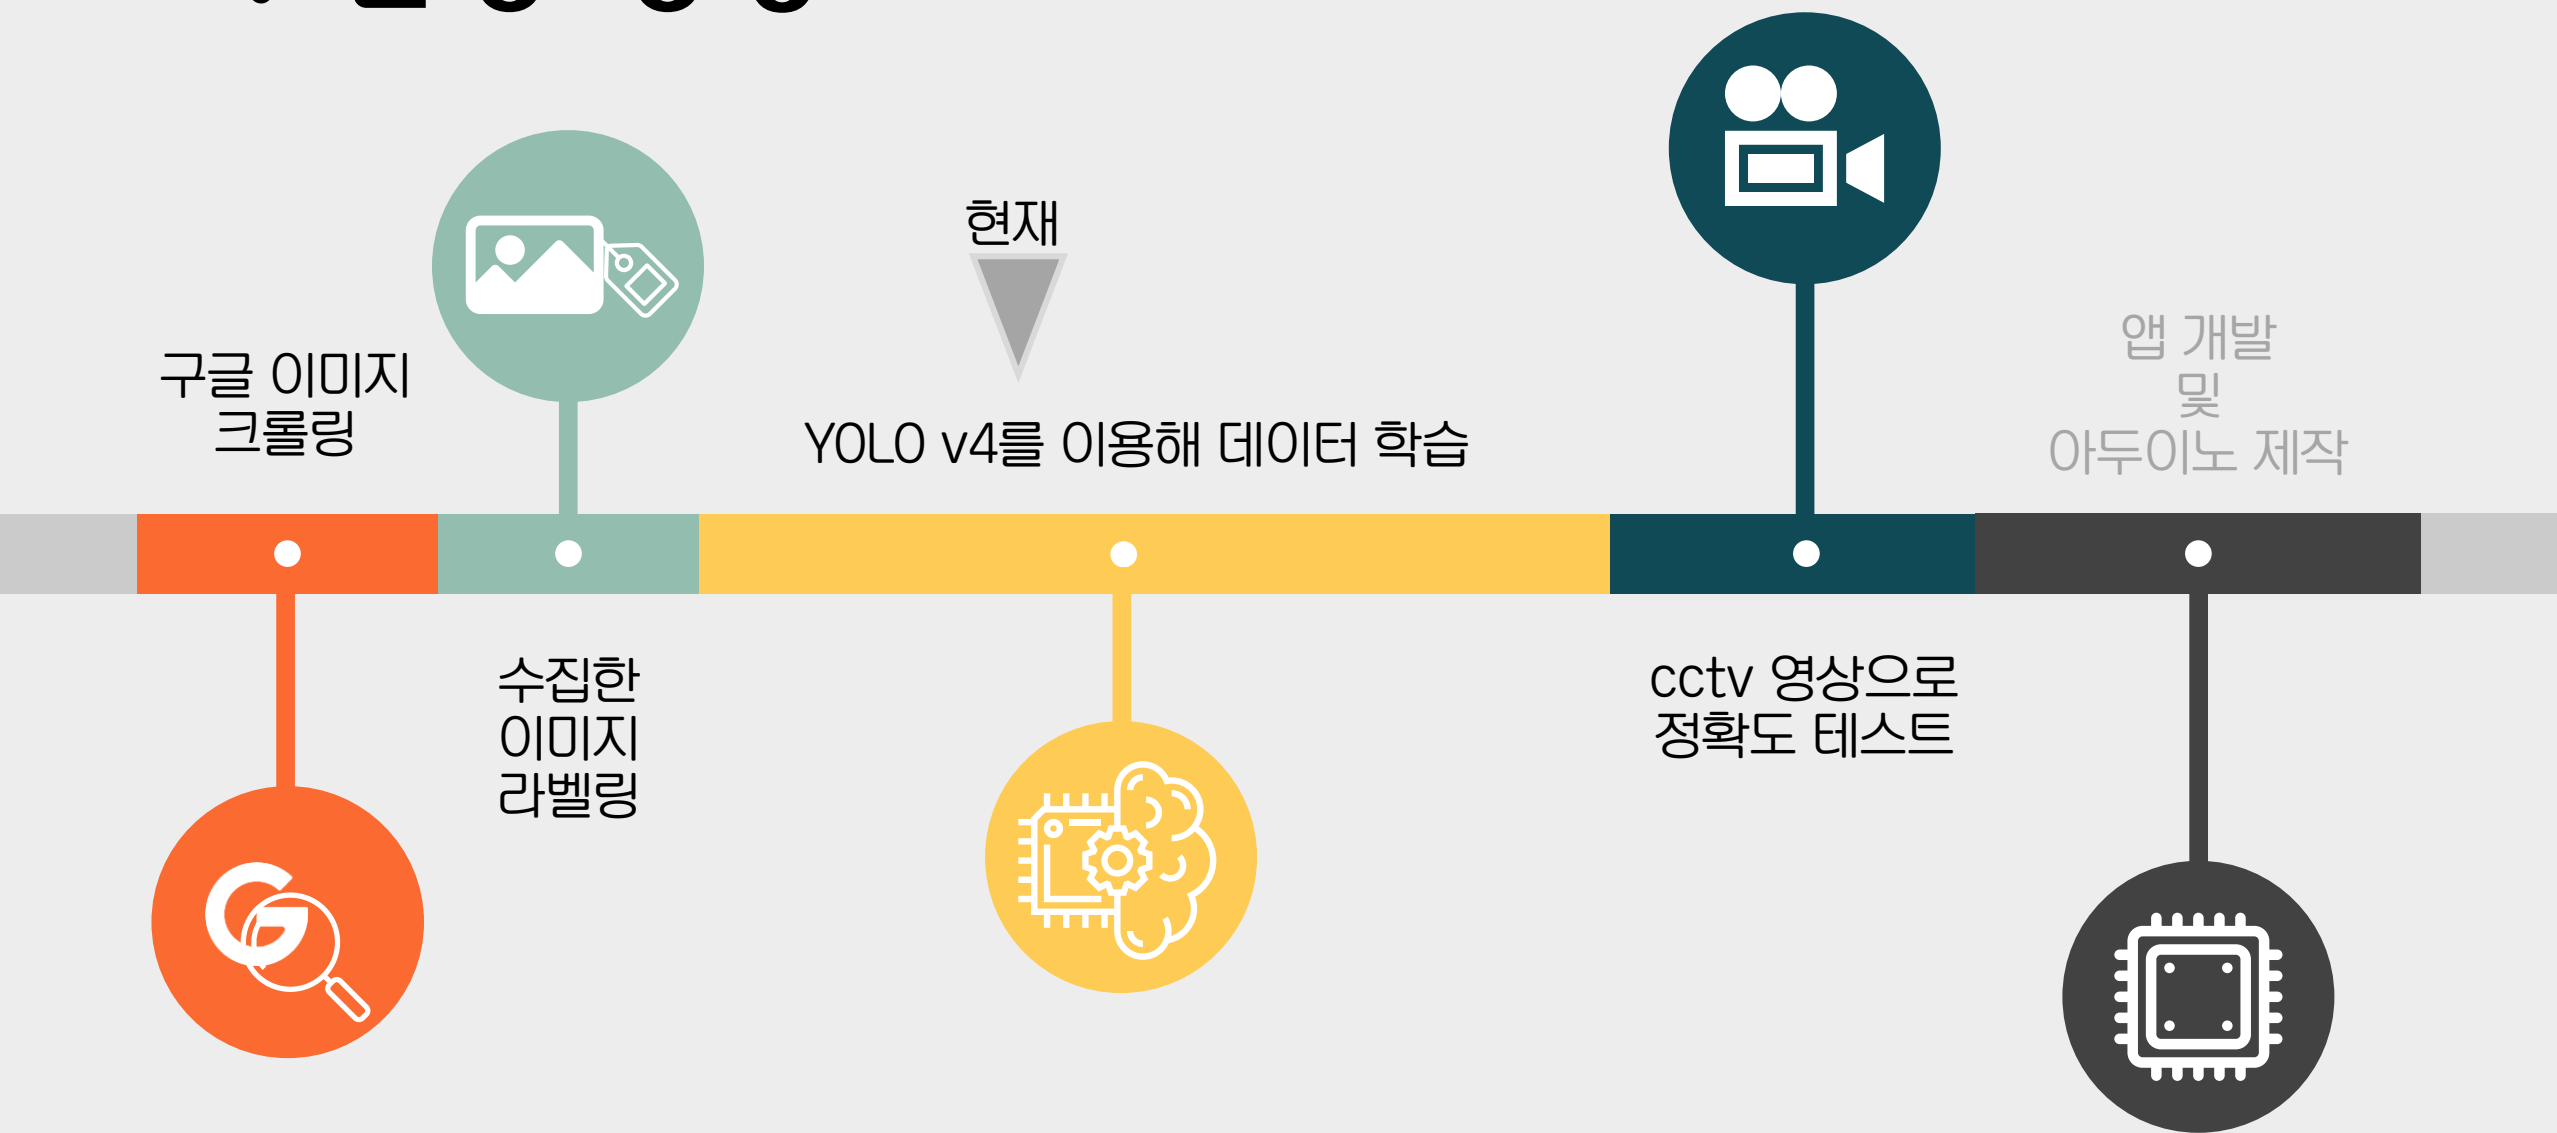 현재
구글 이미지
크롤링
YOLO v4를 이용해 데이터 학습
앱 개발
및
아두이노 제작
수집한
이미지
라벨링
cctv 영상으로
정확도 테스트